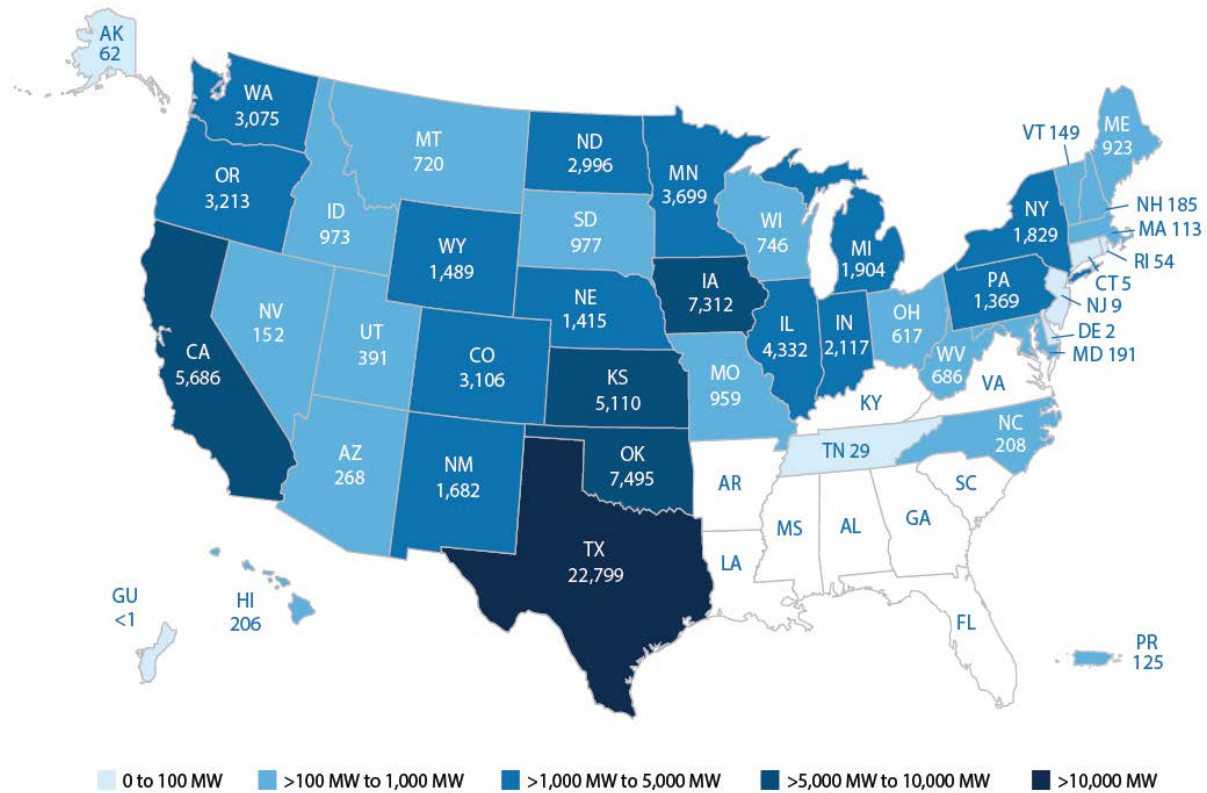 AK
62
WA
3,075
MT
720
ND
2,996
MN
3,699
VT 149
ME
923
OR
3,213
ID
973
SD
977
WI
746
NY
1,829
NH 185
MA 113
WY
1,489
MI
1,904
RI 54
CT 5
NJ 9
IA
7,312
PA
1,369
NV
152
NE
1,415
OH
617
DE 2
MD 191
UT
391
IL
4,332
IN
2,117
CA
5,686
CO
3,106
WV
686
KS
5,110
MO
959
VA
KY
AZ
268
NM
1,682
OK
7,495
TN 29
NC
208
AR
SC
MS
AL
GA
TX
22,799
LA
GU
<1
HI
206
FL
PR
125
0 to 100 MW >100 MW to 1,000 MW >1,000 MW to 5,000 MW >5,000 MW to 10,000 MW >10,000 MW